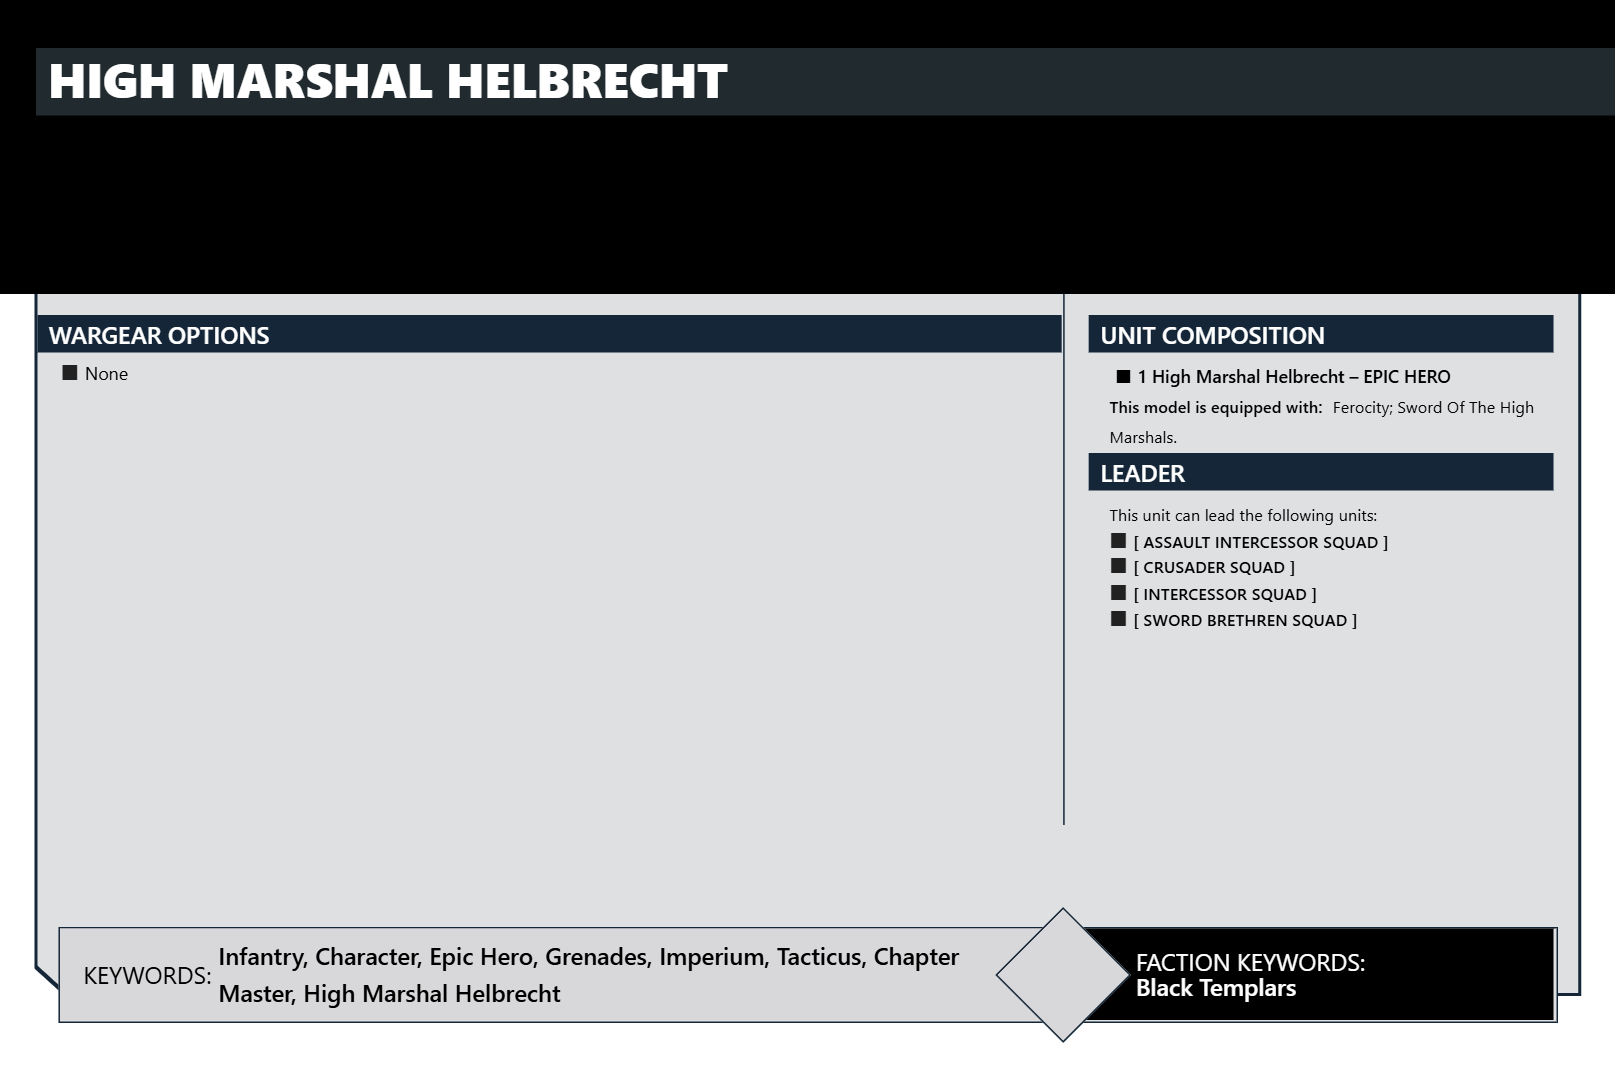 HIGH MARSHAL HELBRECHT
WARGEAR OPTIONS
■ None
UNIT COMPOSITION
■ 1 High Marshal Helbrecht – EPIC HERO
This model is equipped with: Ferocity; Sword Of The High
Marshals.
LEADER
This unit can lead the following units:
■ [ ASSAULT INTERCESSOR SQUAD ]
■ [ CRUSADER SQUAD ]
■ [ INTERCESSOR SQUAD ]
■ [ SWORD BRETHREN SQUAD ]
KEYWORDS: Infantry, Character, Epic Hero, Grenades, Imperium, Tacticus, Chapter
Master, High Marshal Helbrecht
FACTION KEYWORDS:
Black Templars